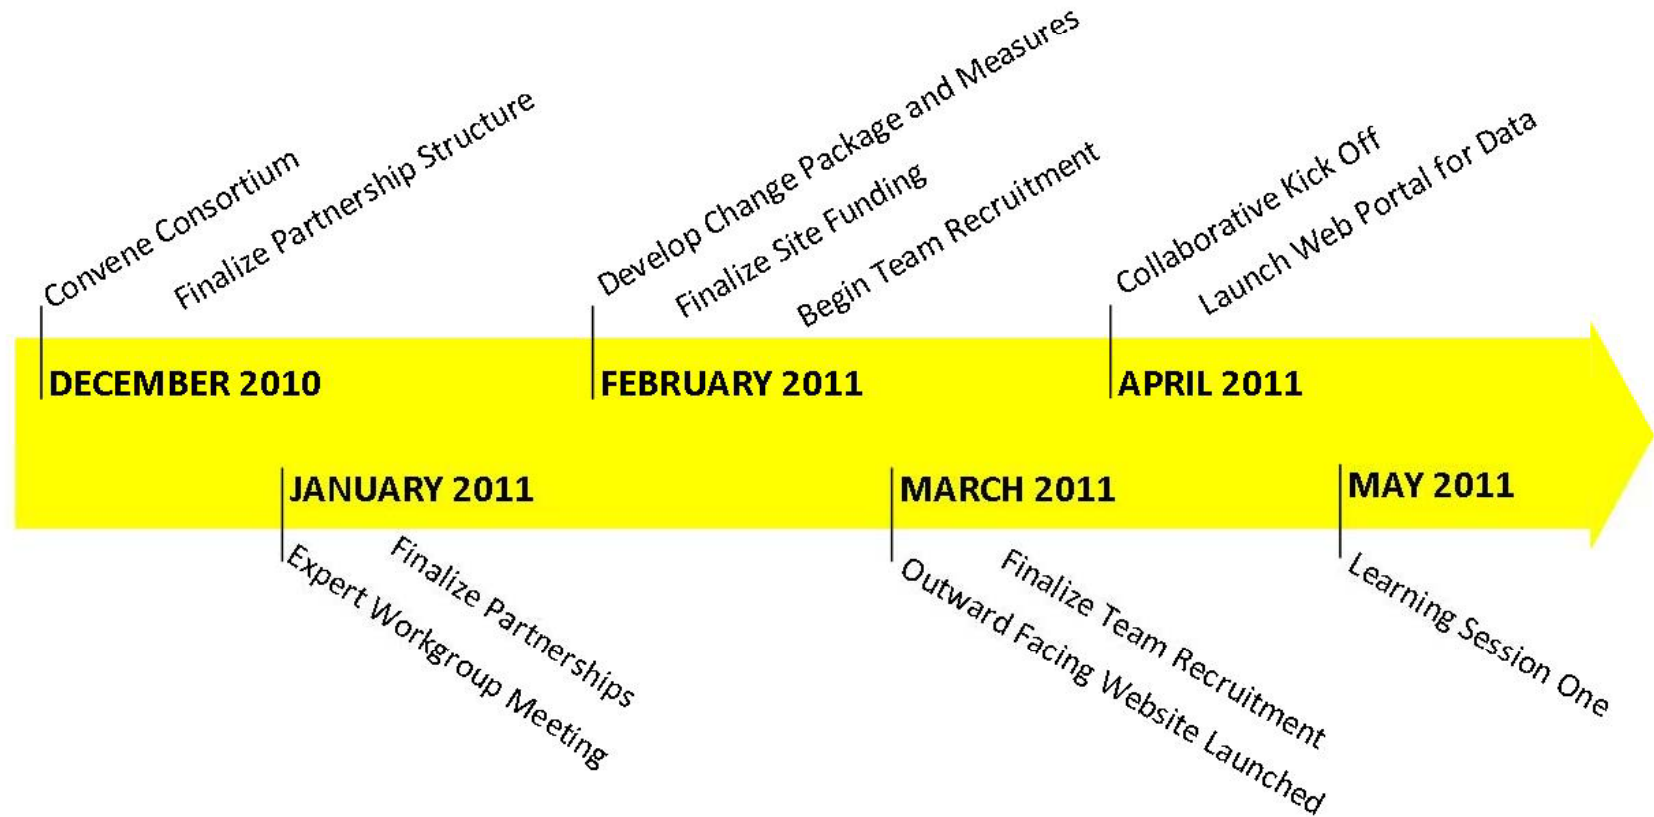 Convene Consortium
Finalize Partnership Structure
DECEMBER 2010
JANUARY 2011
Expert Workgroup Meeting
Finalize Partnerships
Develop Change Package and Measures
Finalize Site Funding
Begin Team Recruitment
FEBRUARY 2011
MARCH 2011
Outward Facing Website Launched
Finalize Team Recruitment
Collaborative Kick Off
Launch Web Portal for Data
APRIL 2011
MAY 2011
Learning Session One